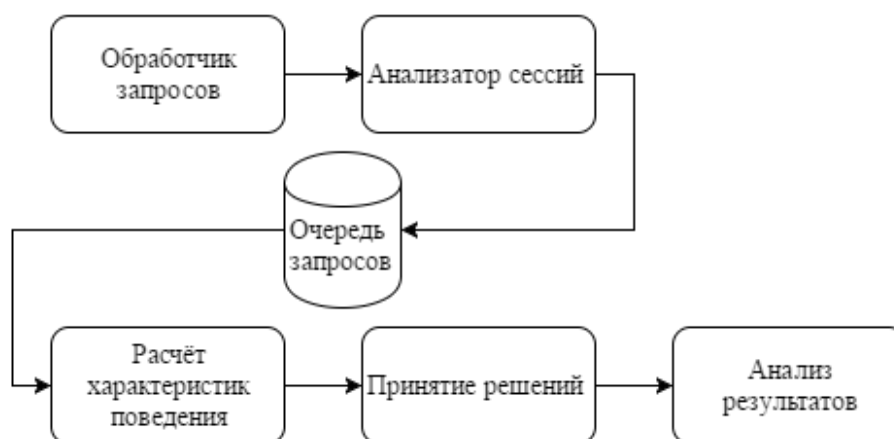 Обработчик
запросов
Анализатор сессий
Очередь
запросов
Расчёт
характеристик
поведения
Принятие решений
Анализ
результатов